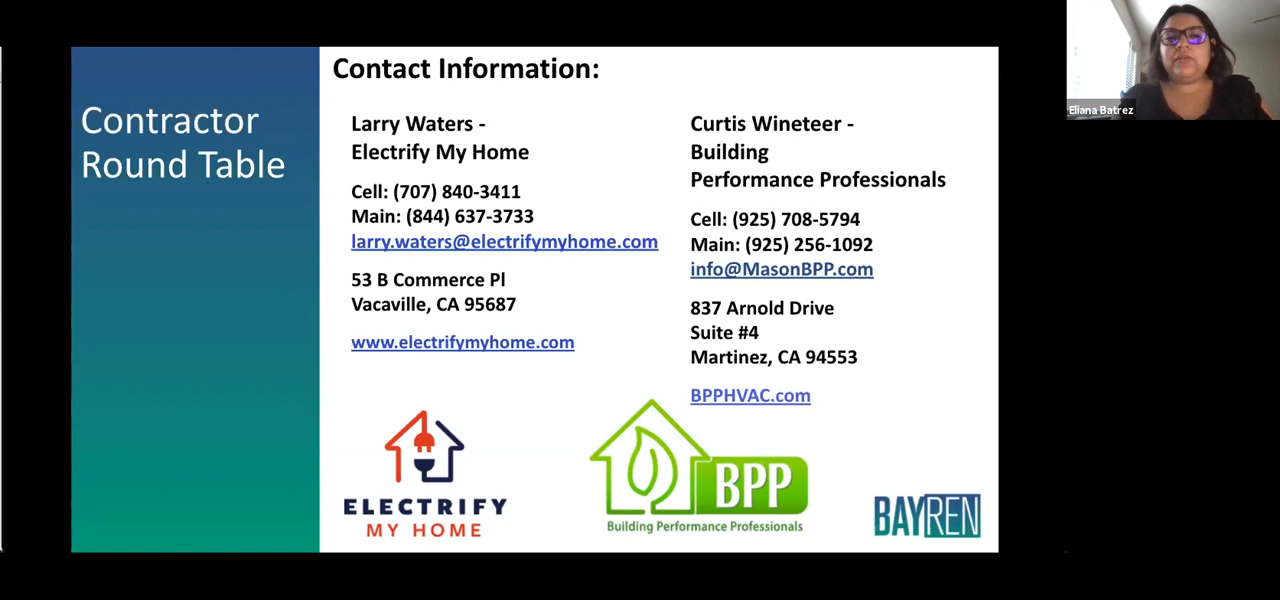 Contractor
Round Table
Contact Information:
Larry Waters -
Electrify My Home
Cell: (707) 840-3411
Main: (844) 637-3733
larry.waters@electrifymyhome.com
53 B Commerce Pl
Vacaville, CA 95687
www.electrifymyhome.com
Curtis Wineteer -
Building
Performance Professionals
Cell: (925) 708-5794
Main: (925) 256-1092
info@MasonBPP.com
837 Arnold Drive
Suite #4
Martinez, CA 94553
BPPHVAC.com
ELECTRIFY
MY HOME
BPP
Building Performance Professionals
BAYREN
Eliana Batrez